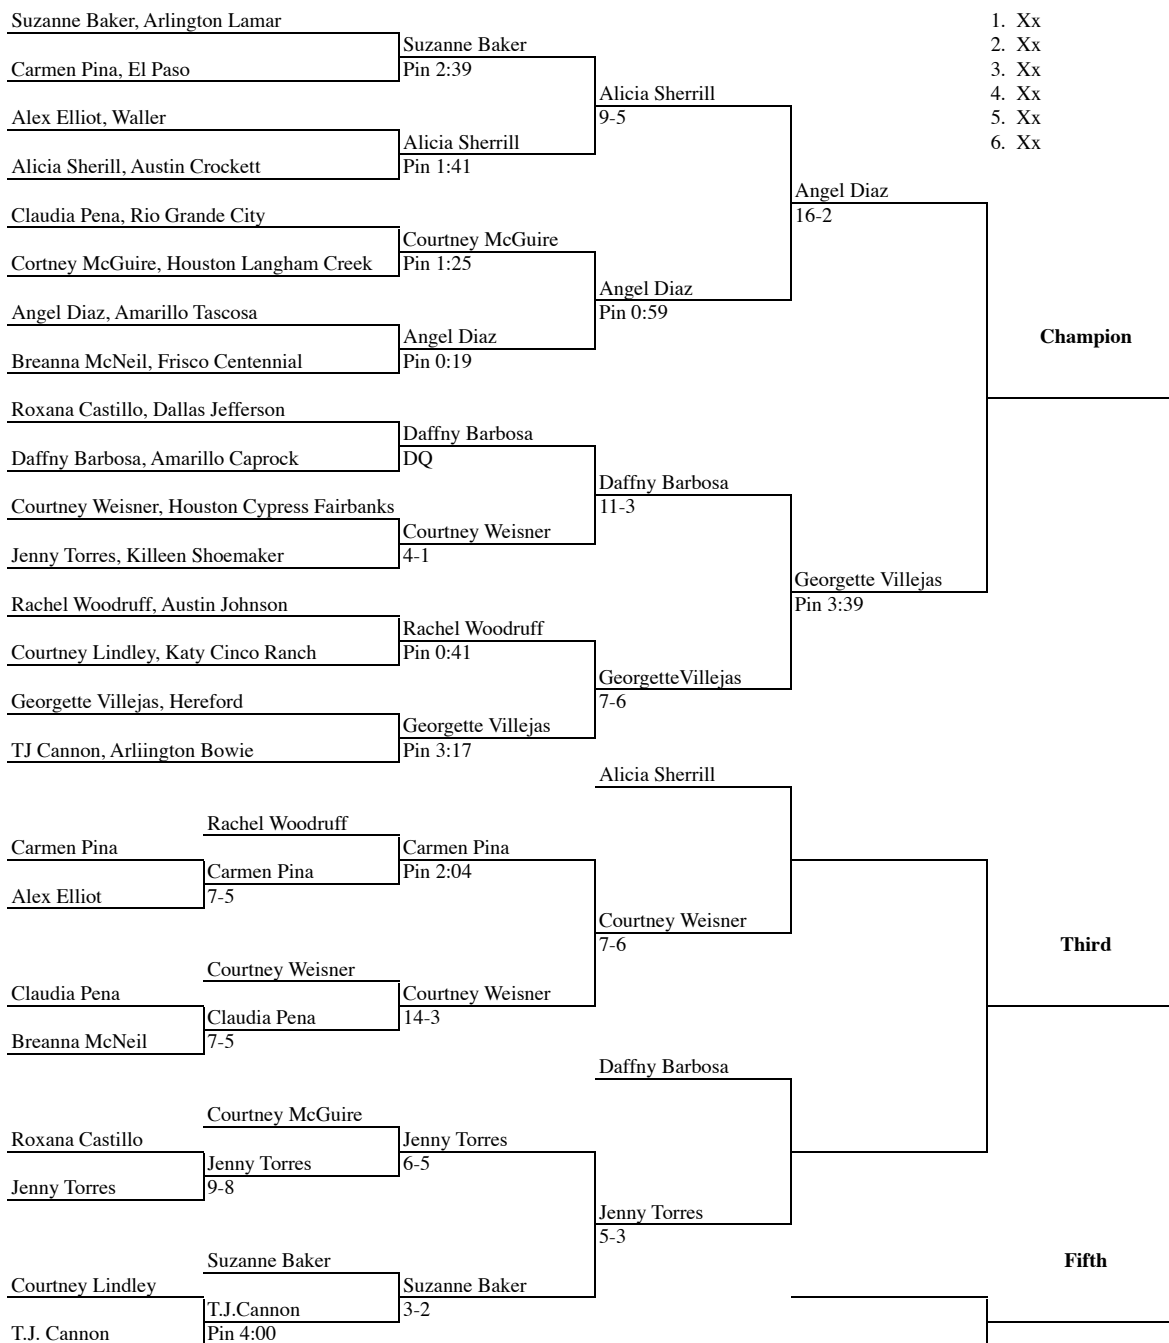 Suzanne Baker, Arlington Lamar
1. Xx
Suzanne Baker
2. Xx
Carmen Pina, El Paso
Pin 2:39
3. Xx
Alicia Sherrill
4. Xx
Alex Elliot, Waller
9-5
5. Xx
Alicia Sherrill
6. Xx
Alicia Sherill, Austin Crockett
Pin 1:41
Angel Diaz
Claudia Pena, Rio Grande City
16-2
Courtney McGuire
Cortney McGuire, Houston Langham Creek
Pin 1:25
Angel Diaz
Angel Diaz, Amarillo Tascosa
Pin 0:59
Angel Diaz
Champion
Breanna McNeil, Frisco Centennial
Pin 0:19
Roxana Castillo, Dallas Jefferson
Daffny Barbosa
Daffny Barbosa, Amarillo Caprock
DQ
Daffny Barbosa
Courtney Weisner, Houston Cypress Fairbanks
11-3
Courtney Weisner
Jenny Torres, Killeen Shoemaker
4-1
Georgette Villejas
Rachel Woodruff, Austin Johnson
Pin 3:39
Rachel Woodruff
Courtney Lindley, Katy Cinco Ranch
Pin 0:41
GeorgetteVillejas
Georgette Villejas, Hereford
7-6
Georgette Villejas
TJ Cannon, Arliington Bowie
Pin 3:17
Alicia Sherrill
Rachel Woodruff
Carmen Pina
Carmen Pina
Carmen Pina
Pin 2:04
Alex Elliot
7-5
Courtney Weisner
7-6
Third
Courtney Weisner
Claudia Pena
Courtney Weisner
Claudia Pena
14-3
Breanna McNeil
7-5
Daffny Barbosa
Courtney McGuire
Roxana Castillo
Jenny Torres
Jenny Torres
6-5
Jenny Torres
9-8
Jenny Torres
5-3
Suzanne Baker
Fifth
Courtney Lindley
Suzanne Baker
T.J.Cannon
3-2
T.J. Cannon
Pin 4:00